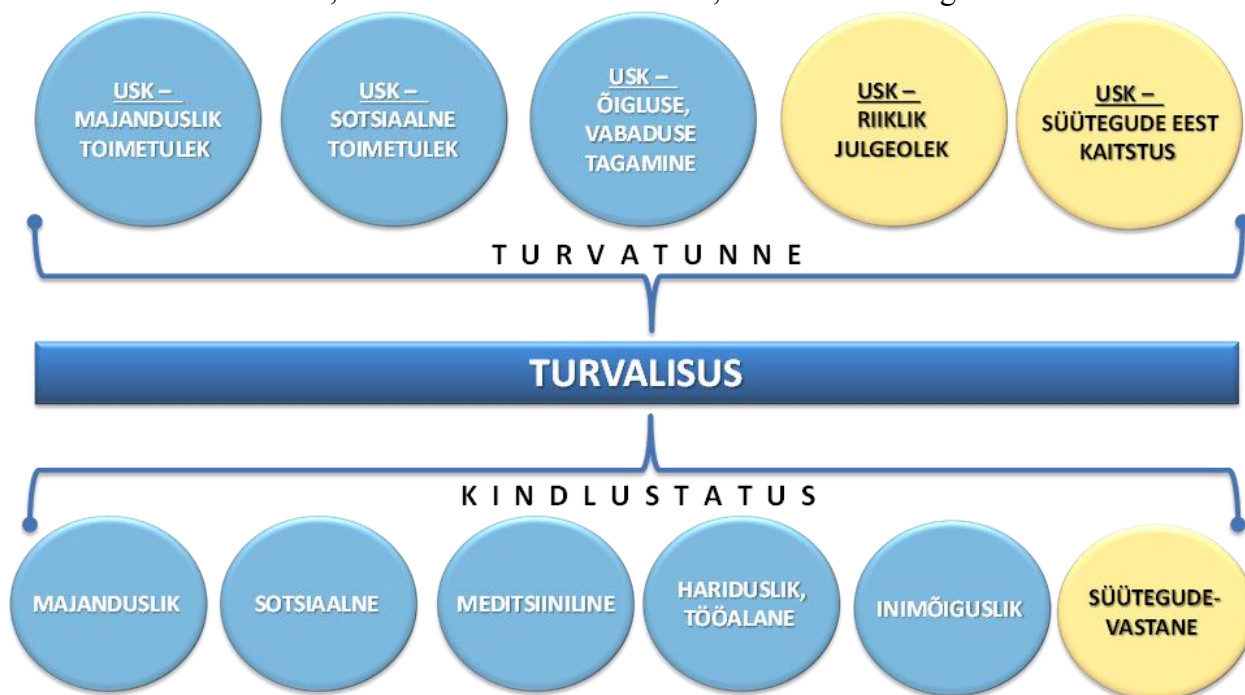 USK –
MAJANDUSLIK
TOIMETULEK
USK –
SOTSIAALNE
TOIMETULEK
USK –
ÕIGLUSE,
VABADUSE
TAGAMINE
USK –
RIIKLIK
JULGEOLEK
USK –
SÜÜTEGUDE EEST
KAITSTUS
T U R V A T U N N E
TURVALISUS
K I N D L U S T A T U S
MAJANDUSLIK
SOTSIAALNE
MEDITSIINILINE
HARIDUSLIK,
TÖÖALANE
INIMÕIGUSLIK
SÜÜTEGUDE-
VASTANE